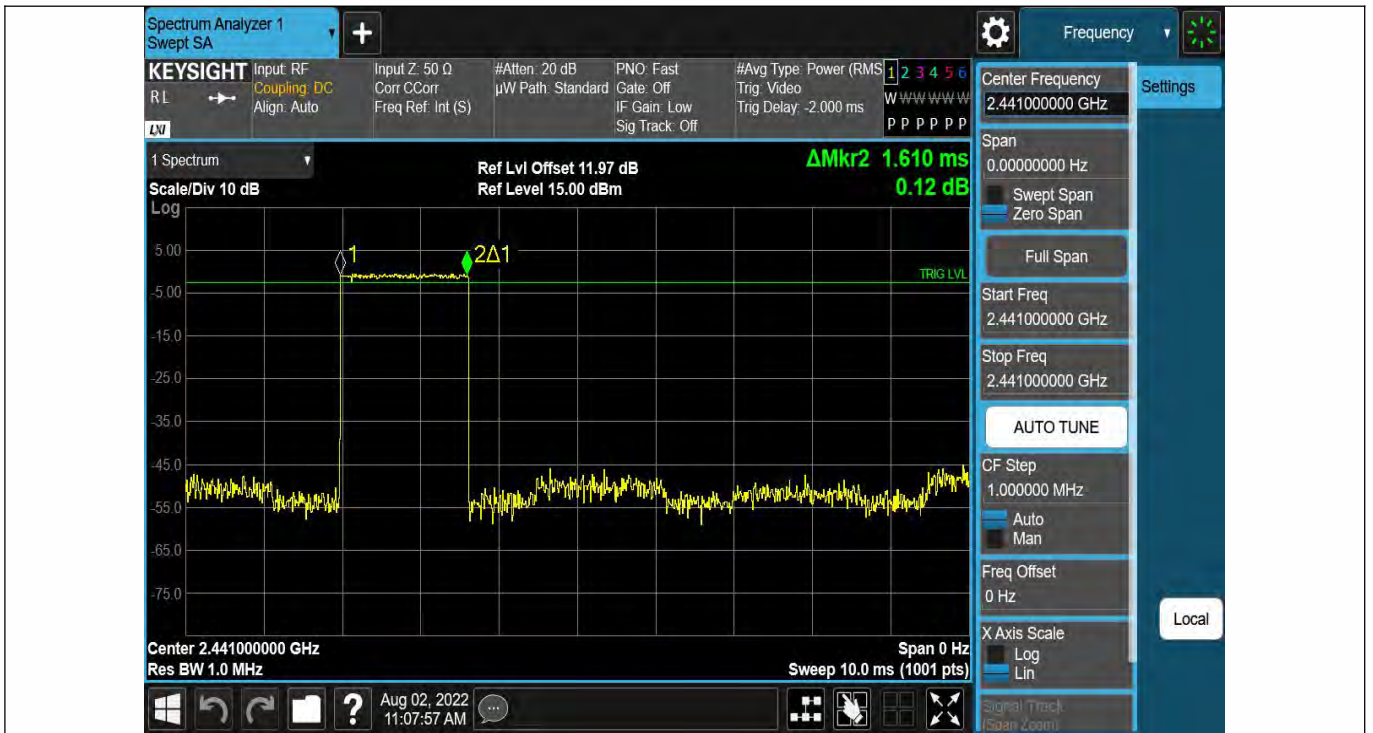 Spectrum Analyzer 1
Swept SA
Frequency
KEYSIGHT
R L
LXI
Input: RF
Coupling: DC
Align: Auto
Input Z: 50 Ω
Corr CCorr
Freq Ref: Int (S)
#Atten: 20 dB
µW Path: Standard
PNO: Fast
Gate: Off
IF Gain: Low
Sig Track: Off
#Avg Type: Power (RMS
Trig: Video
Trig Delay: -2.000 ms
1 2 3 4 5 6
W W W W W W
P P P P P P
1 Spectrum
Scale/Div 10 dB
Log
Ref Lvl Offset 11.97 dB
Ref Level 15.00 dBm
ΔMkr2 1.610 ms
0.12 dB
5.00
-5.00
-15.0
-25.0
-35.0
-45.0
-55.0
-65.0
-75.0
1
2Δ1
TRIG LVL
Center 2.441000000 GHz
Res BW 1.0 MHz
Span 0 Hz
Sweep 10.0 ms (1001 pts)
Center Frequency
2.441000000 GHz
Settings
Span
0.00000000 Hz
Swept Span
Zero Span
Full Span
Start Freq
2.441000000 GHz
Stop Freq
2.441000000 GHz
AUTO TUNE
CF Step
1.000000 MHz
Auto
Man
Freq Offset
0 Hz
X Axis Scale
Log
Lin
Signal Track
(Span Zoom)
Local
?
Aug 02, 2022
11:07:57 AM